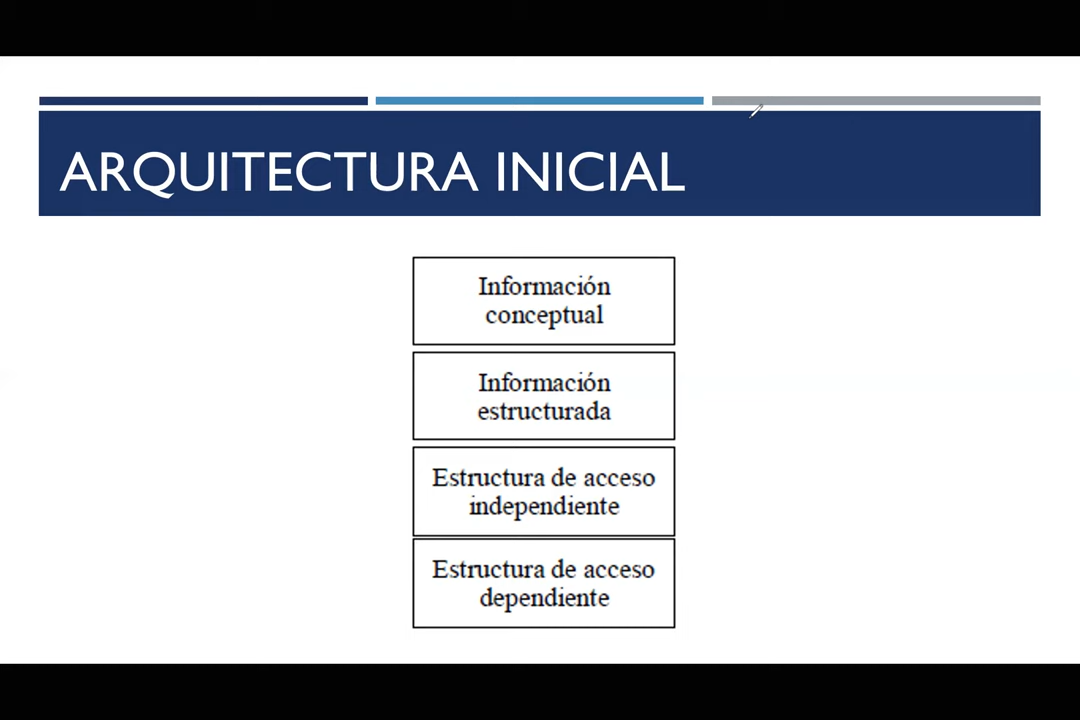 ARQUITECTURA INICIAL
Información
conceptual
Información
estructurada
Estructura de acceso
independiente
Estructura de acceso
dependiente